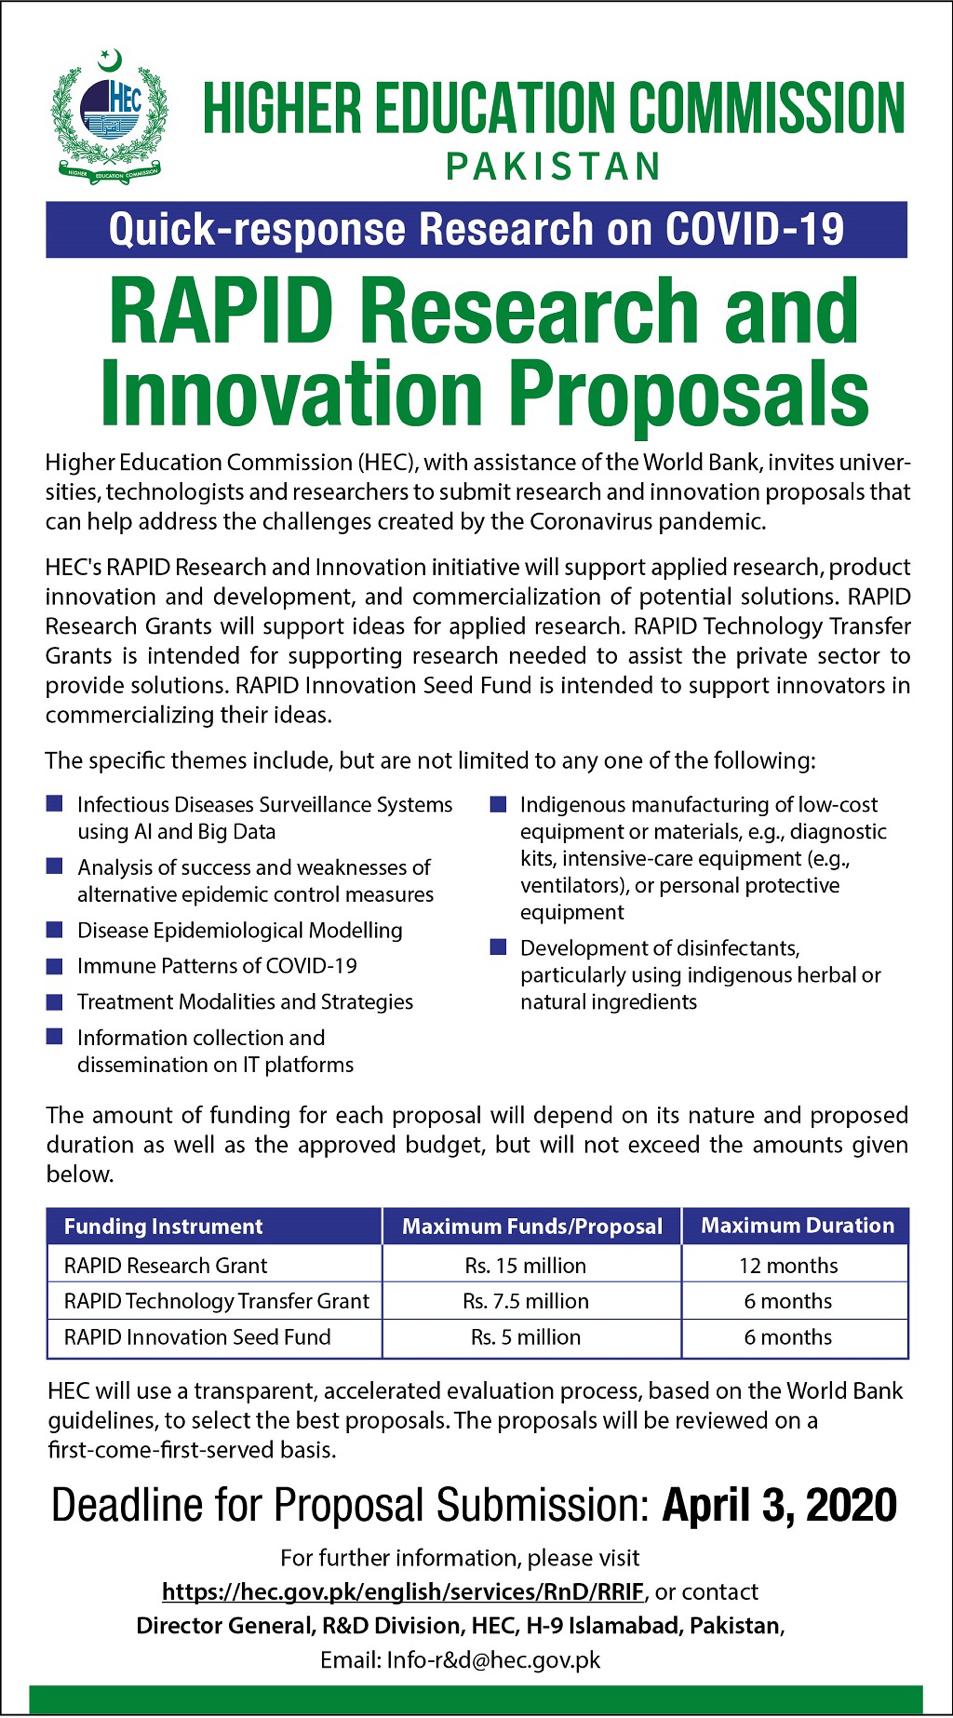 HEC
HIGHER EDUCATION COMMISSION
HIGHER EDUCATION COMMISSION
PAKISTAN
Quick-response Research on COVID-19
RAPID Research and
Innovation Proposals
Higher Education Commission (HEC), with assistance of the World Bank, invites univer-
sities, technologists and researchers to submit research and innovation proposals that
can help address the challenges created by the Coronavirus pandemic.
HEC's RAPID Research and Innovation initiative will support applied research, product
innovation and development, and commercialization of potential solutions. RAPID
Research Grants will support ideas for applied research. RAPID Technology Transfer
Grants is intended for supporting research needed to assist the private sector to
provide solutions. RAPID Innovation Seed Fund is intended to support innovators in
commercializing their ideas.
The specific themes include, but are not limited to any one of the following:
Infectious Diseases Surveillance Systems
using AI and Big Data
Analysis of success and weaknesses of
alternative epidemic control measures
Disease Epidemiological Modelling
Immune Patterns of COVID-19
Treatment Modalities and Strategies
Information collection and
dissemination on IT platforms
Indigenous manufacturing of low-cost
equipment or materials, e.g., diagnostic
kits, intensive-care equipment (e.g.,
ventilators), or personal protective
equipment
Development of disinfectants,
particularly using indigenous herbal or
natural ingredients
The amount of funding for each proposal will depend on its nature and proposed
duration as well as the approved budget, but will not exceed the amounts given
below.
Funding Instrument Maximum Funds/Proposal Maximum Duration
RAPID Research Grant Rs. 15 million 12 months
RAPID Technology Transfer Grant Rs. 7.5 million 6 months
RAPID Innovation Seed Fund Rs. 5 million 6 months
HEC will use a transparent, accelerated evaluation process, based on the World Bank
guidelines, to select the best proposals. The proposals will be reviewed on a
first-come-first-served basis.
Deadline for Proposal Submission: April 3, 2020
For further information, please visit
https://hec.gov.pk/english/services/RnD/RRIF, or contact
Director General, R&D Division, HEC, H-9 Islamabad, Pakistan,
Email: Info-r&d@hec.gov.pk